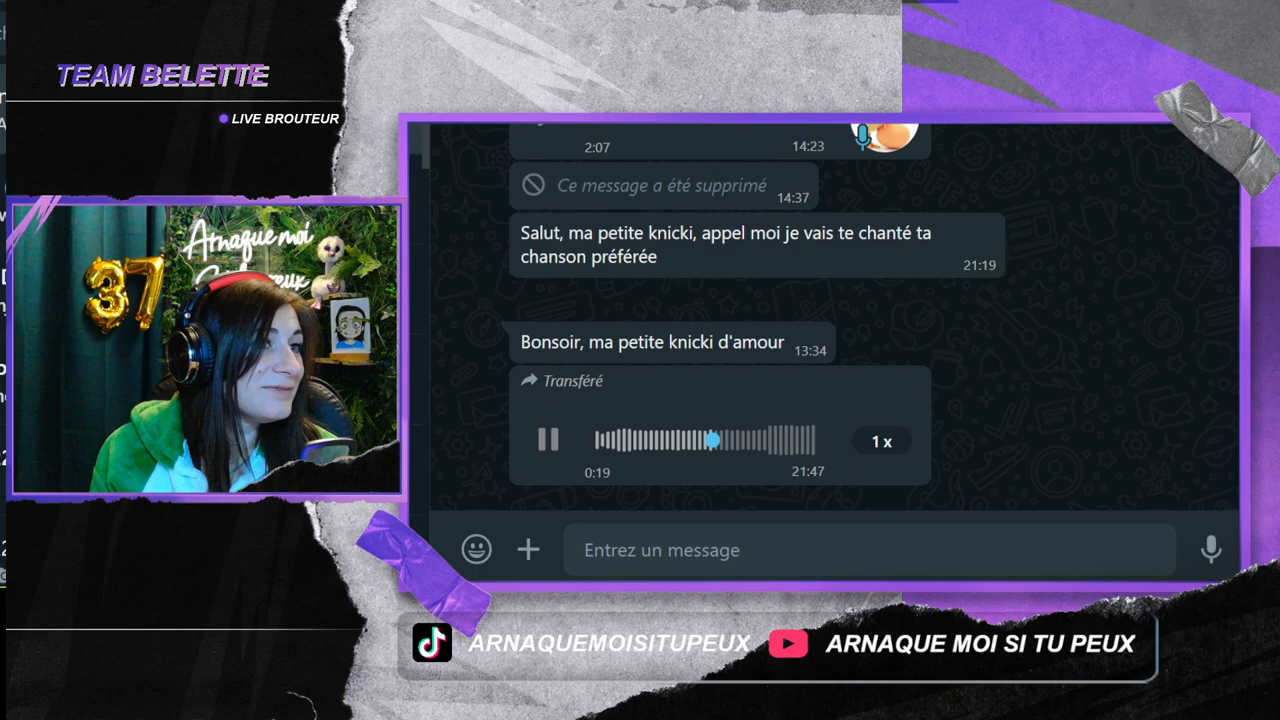 TEAM BELETTE
LIVE BROUTEUR
37
Arnaque moi
2:07
14:23
Ce message a été supprimé
14:37
Salut, ma petite knicki, appel moi je vais te chanté ta
chanson préférée
21:19
Bonsoir, ma petite knicki d'amour
13:34
Transféré
1 x
0:19
21:47
Entrez un message
ARNAQUEMOISITUPEUX
ARNAQUE MOI SI TU PEUX